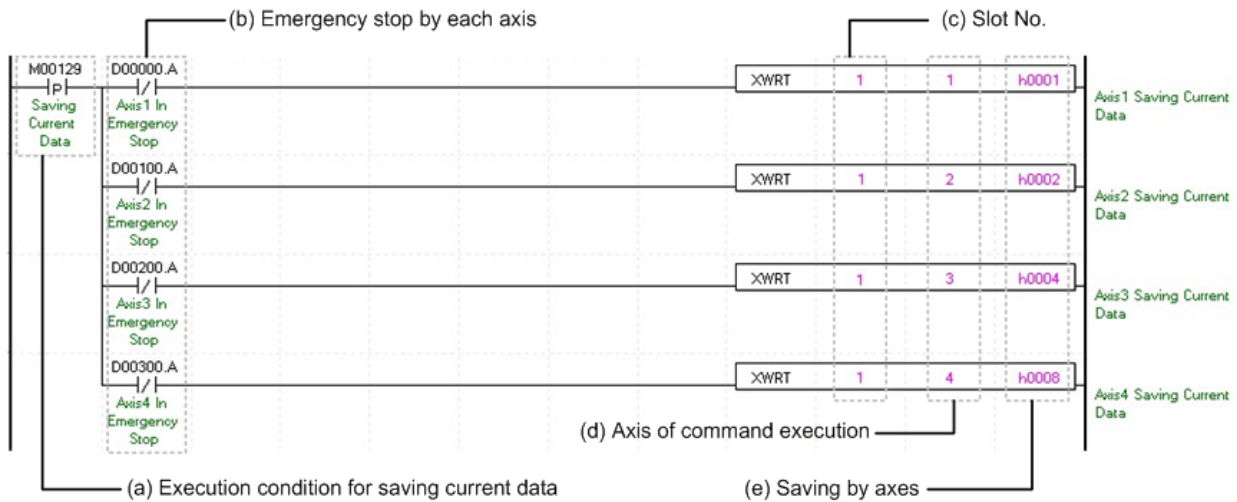 (b) Emergency stop by each axis
(c) Slot No.
M00129
D00000.A
P
XWRT 1 1 h0001
Saving
Current
Data
Axis1 In
Emergency
Stop
Axis1 Saving Current
Data
D00100.A
XWRT 1 2 h0002
Axis2 In
Emergency
Stop
Axis2 Saving Current
Data
D00200.A
XWRT 1 3 h0004
Axis3 In
Emergency
Stop
Axis3 Saving Current
Data
D00300.A
XWRT 1 4 h0008
Axis4 In
Emergency
Stop
Axis4 Saving Current
Data
(d) Axis of command execution
(a) Execution condition for saving current data
(e) Saving by axes